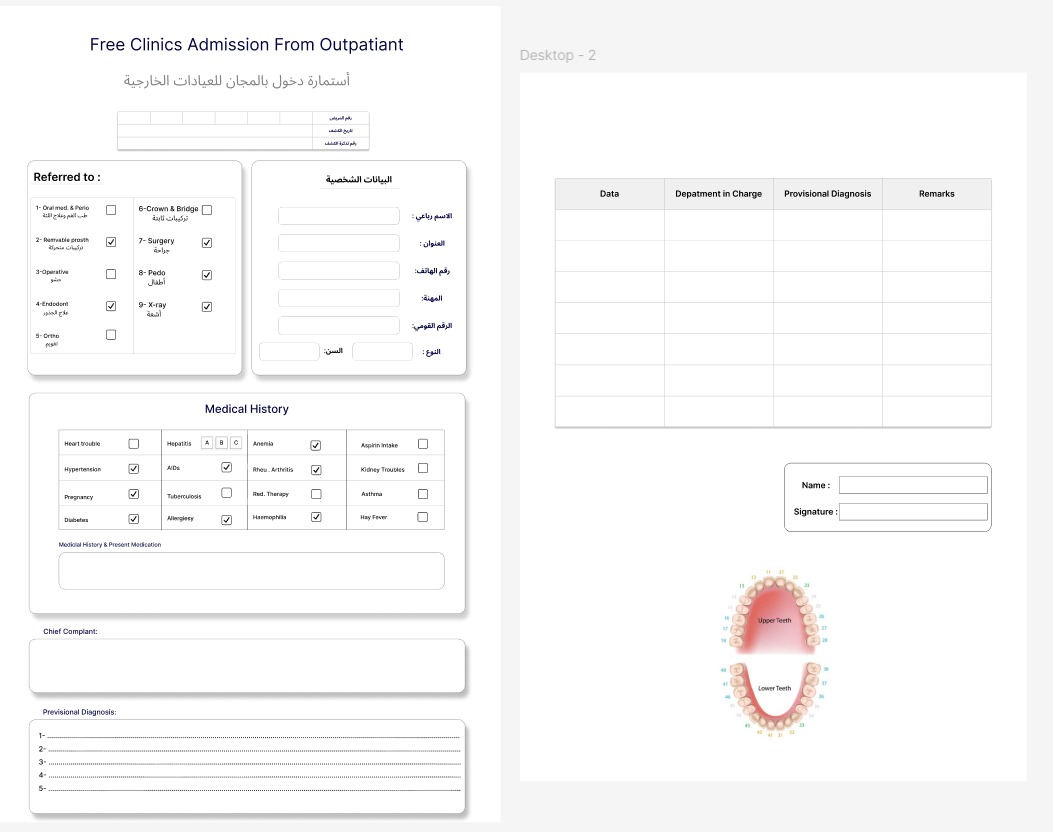 Free Clinics Admission From Outpatiant
أستمارة دخول بالمجان للعيادات الخارجية
رقم المريض
تاريخ الكشف
رقم تذكرة الكشف
Referred to :
1- Oral med. & Perio
طب الفم وعلاج اللثة
2- Remvable prosth
تركيبات متحركة
3-Operative
حشو
4-Endodont
علاج الجذور
5- Ortho
تقويم
6-Crown & Bridge
تركيبات ثابتة
7- Surgery
جراحة
8- Pedo
أطفال
9- X-ray
أشعة
البيانات الشخصية
الاسم رباعي :
العنوان :
رقم الهاتف:
المهنة:
الرقم القومي:
النوع :
السن:
Medical History
Heart trouble
Hepatitis A B C
Anemia
Aspirin Intake
Hypertension
AIDs
Rheu . Arthritis
Kidney Troubles
Pregnancy
Tuberculosis
Red. Therapy
Asthma
Diabetes
Allergiesy
Haemophilia
Hay Fever
Mediclal History & Present Medication
Chief Complant:
Previsional Diagnosis:
1-
2-
3-
4-
5-
Desktop - 2
Data Depatment in Charge Provisional Diagnosis Remarks
Name :
Signature :
Upper Teeth
Lower Teeth